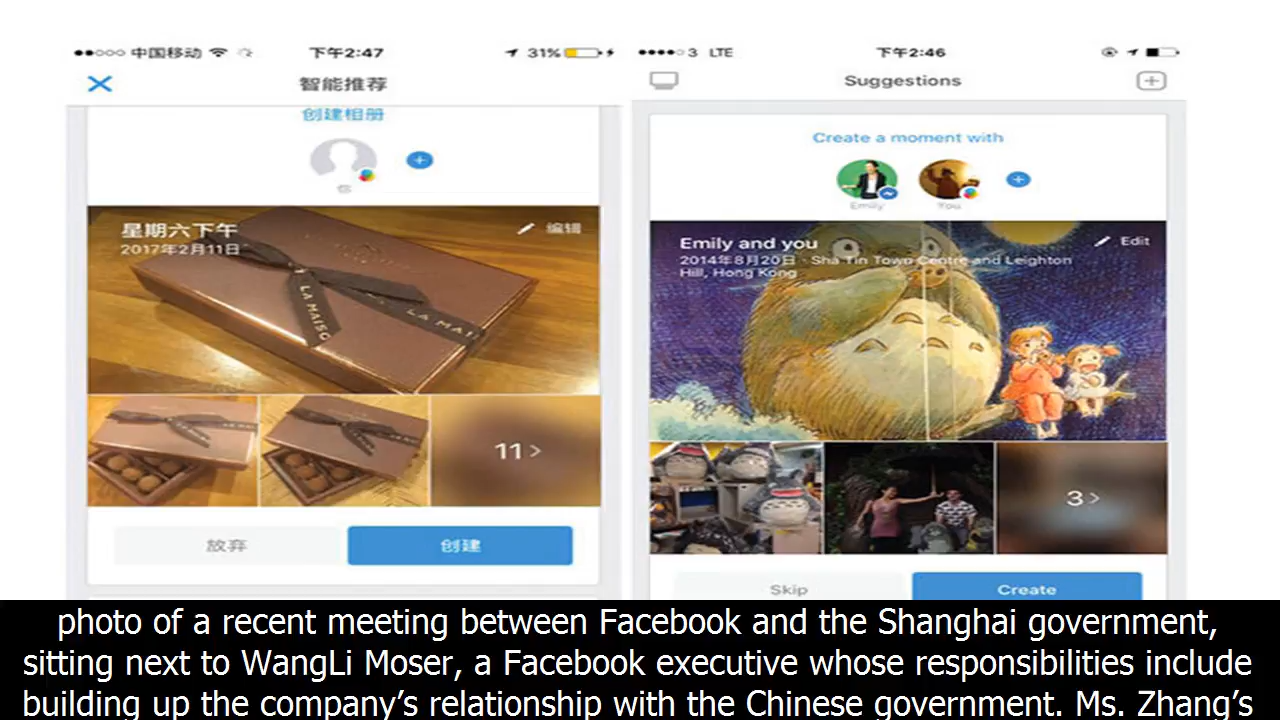 中国移动
下午2:47
31%
智能推荐
创建相册
你
星期六下午
2017年2月11日
编辑
LA MAISO
LA MAI
11 >
放弃
创建
3 LTE
下午2:46
Suggestions
Create a moment with
Emily
You
Emily and you
Edit
2014年8月20日 · Sha Tin Town Centre and Leighton
Hill, Hong Kong
3 >
Skip
Create
photo of a recent meeting between Facebook and the Shanghai government,
sitting next to WangLi Moser, a Facebook executive whose responsibilities include
building up the company’s relationship with the Chinese government. Ms. Zhang’s